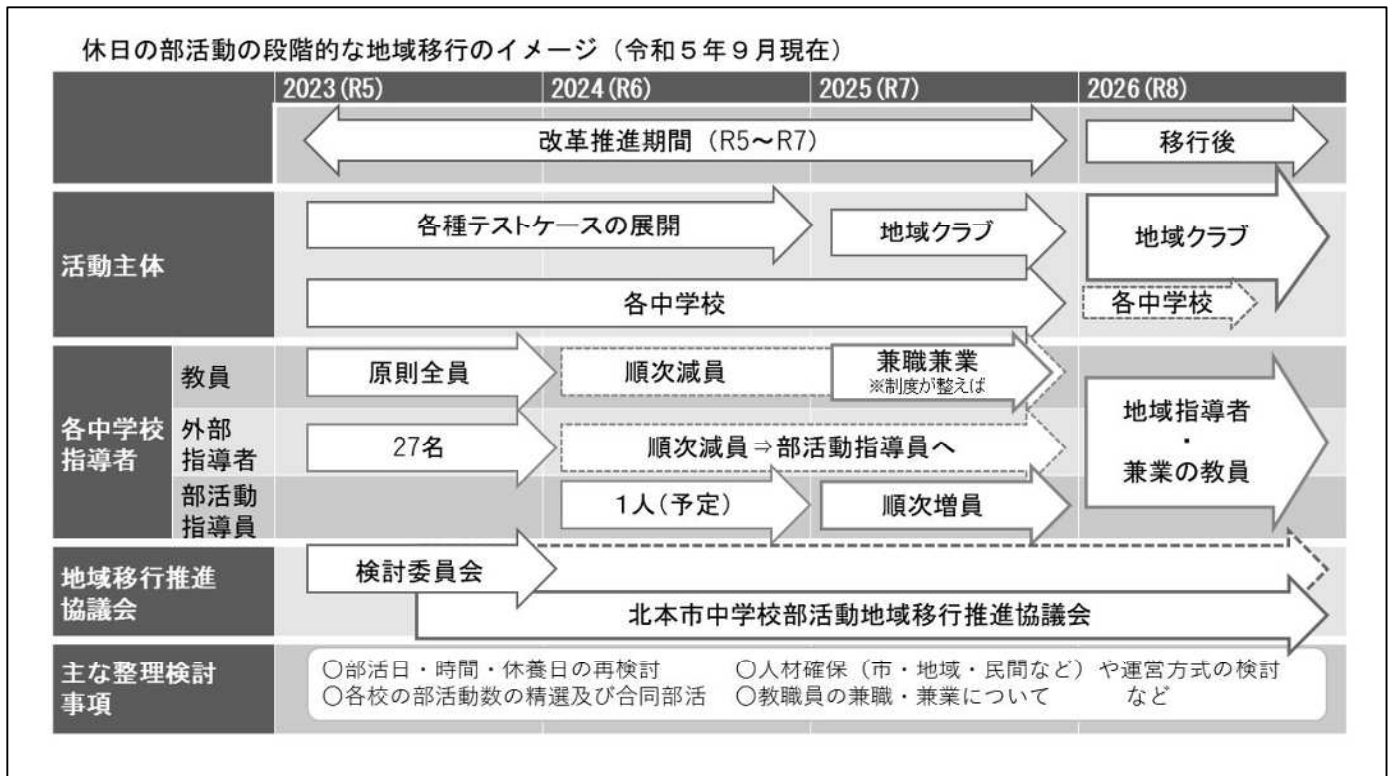 休日の部活動の段階的な地域移行のイメージ（令和５年９月現在）
2023(R5)
2024(R6)
2025(R7)
2026(R8)
改革推進期間（R5～R7）
移行後
活動主体
各種テストケースの展開
地域クラブ
地域クラブ
各中学校
各中学校
各中学校
指導者
教員
原則全員
順次減員
兼職兼業
※制度が整えば
外部
指導者
27名
順次減員⇒部活動指導員へ
部活動
指導員
１人(予定)
順次増員
地域指導者
・
兼業の教員
地域移行推進
協議会
検討委員会
北本市中学校部活動地域移行推進協議会
主な整理検討
事項
○部活日・時間・休養日の再検討
○人材確保（市・地域・民間など）や運営方式の検討
○各校の部活動数の精選及び合同部活
○教職員の兼職・兼業について
など